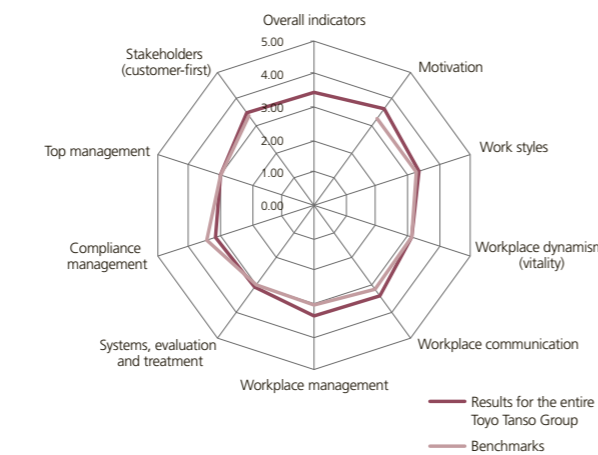 Overall indicators
5.00
4.00
3.00
2.00
1.00
0.00
Motivation
Work styles
Workplace dynamism
(vitality)
Workplace communication
Workplace management
Systems, evaluation
and treatment
Compliance
management
Top management
Stakeholders
(customer-first)
Results for the entire
Toyo Tanso Group
Benchmarks